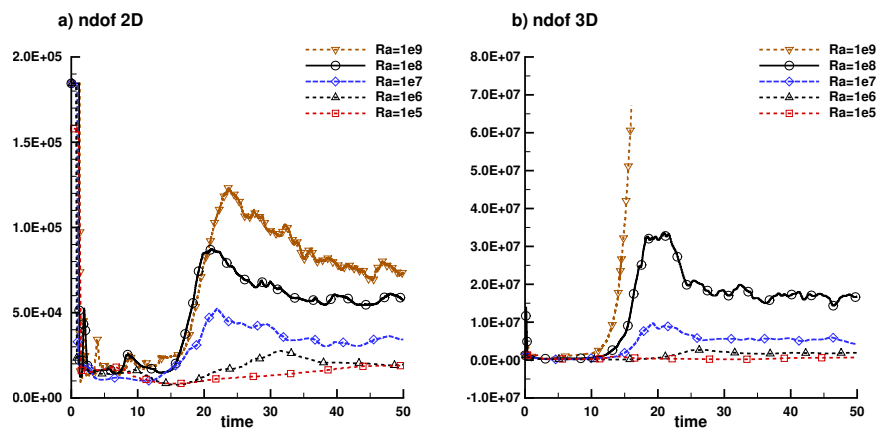 a) ndof 2D
2.0E+05
1.5E+05
1.0E+05
5.0E+04
0.0E+00
0
10
20
30
40
50
time
Ra=1e9
Ra=1e8
Ra=1e7
Ra=1e6
Ra=1e5
b) ndof 3D
8.0E+07
7.0E+07
6.0E+07
5.0E+07
4.0E+07
3.0E+07
2.0E+07
1.0E+07
0.0E+00
-1.0E+07
0
10
20
30
40
50
time
Ra=1e9
Ra=1e8
Ra=1e7
Ra=1e6
Ra=1e5